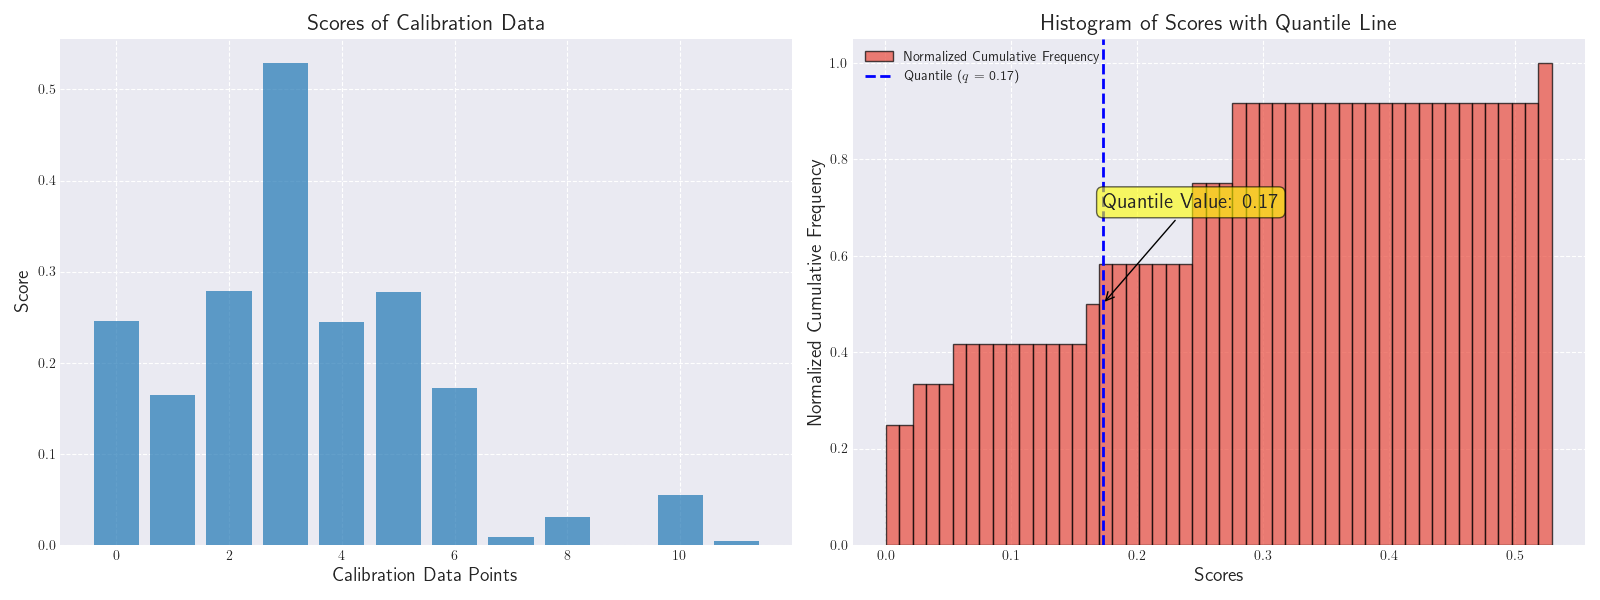 Scores of Calibration Data
0.5
0.4
0.3
0.2
0.1
0.0
Score
0
2
4
6
8
10
Calibration Data Points
Histogram of Scores with Quantile Line
Normalized Cumulative Frequency
Quantile (q = 0.17)
Quantile Value: 0.17
1.0
0.8
0.6
0.4
0.2
0.0
Normalized Cumulative Frequency
0.0
0.1
0.2
0.3
0.4
0.5
Scores